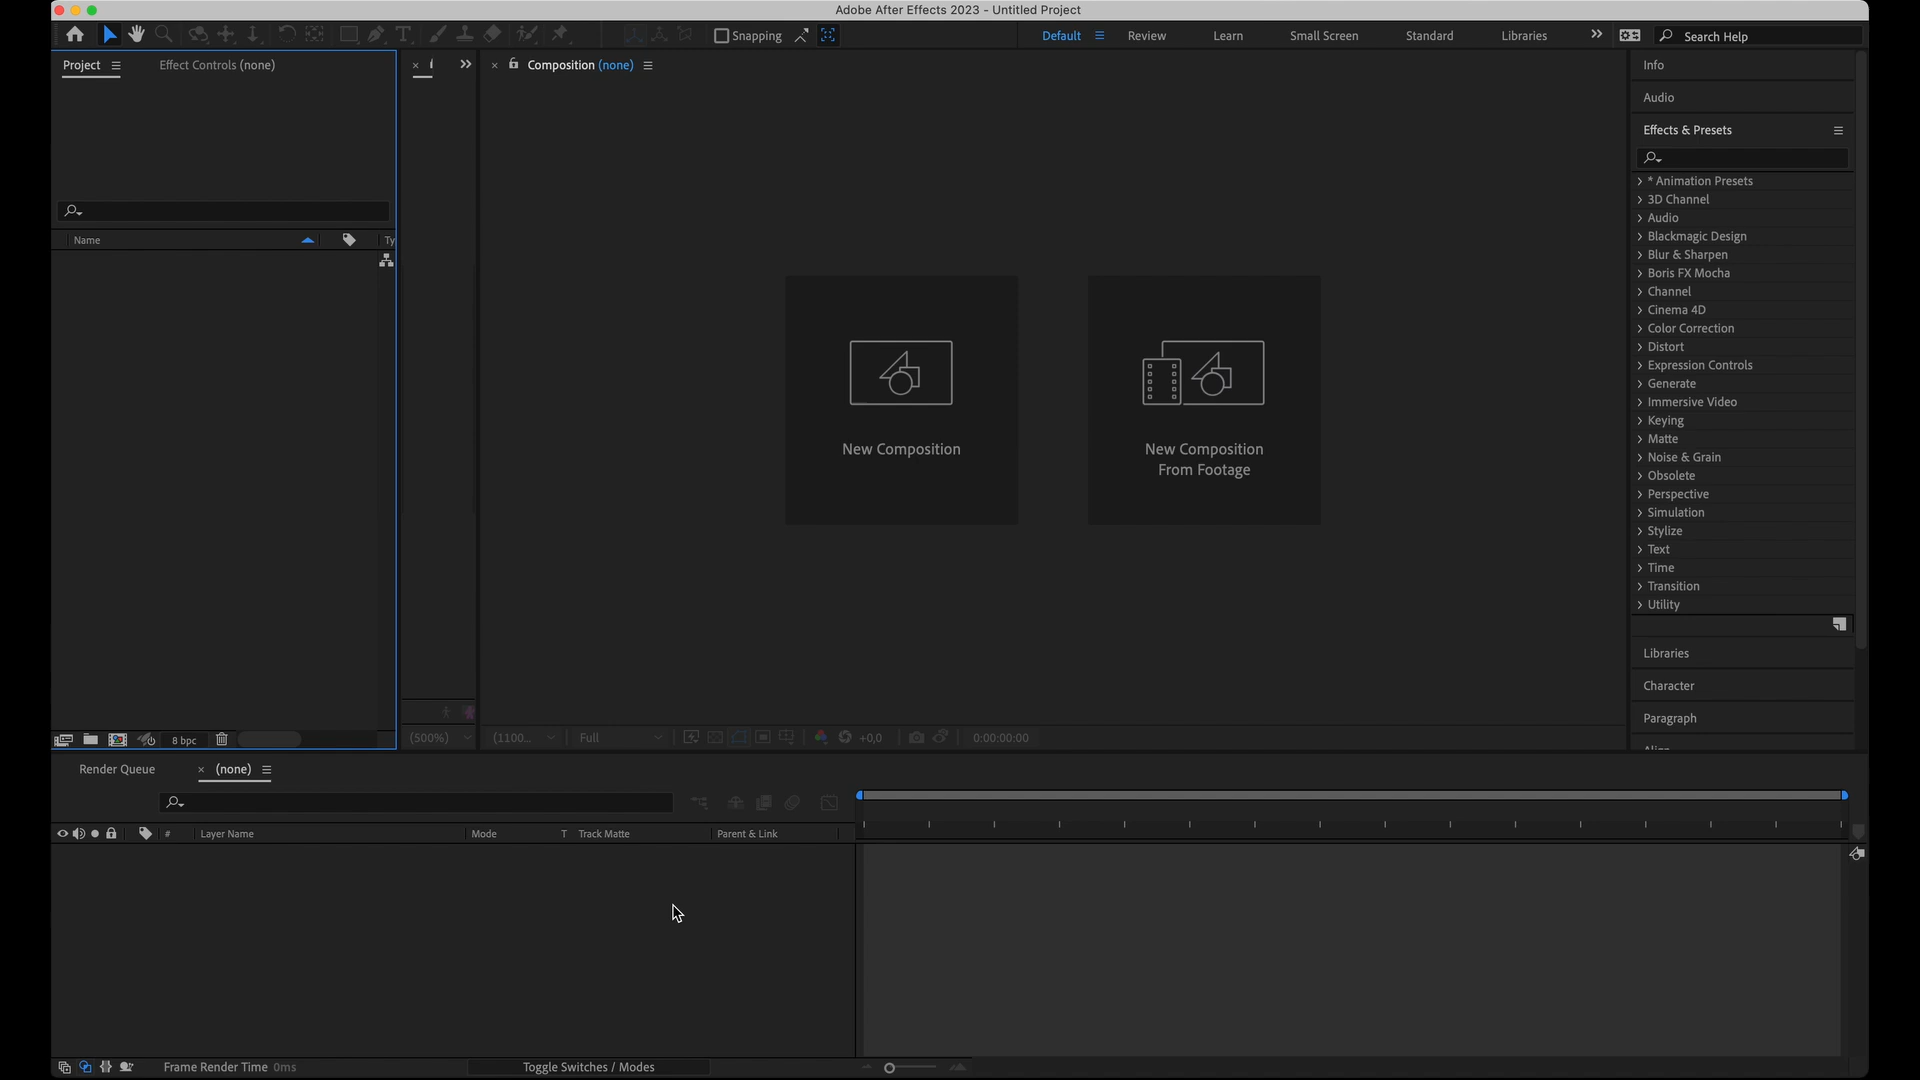 Adobe After Effects 2023 - Untitled Project
Snapping
Default
Review
Learn
Small Screen
Standard
Libraries
Search Help
Project
Effect Controls (none)
Composition (none)
Info
Audio
Effects & Presets
Name
Ty
* Animation Presets
3D Channel
Audio
Blackmagic Design
Blur & Sharpen
Boris FX Mocha
Channel
Cinema 4D
Color Correction
Distort
Expression Controls
Generate
Immersive Video
Keying
Matte
Noise & Grain
Obsolete
Perspective
Simulation
Stylize
Text
Time
Transition
Utility
New Composition
New Composition
From Footage
Libraries
Character
Paragraph
8 bpc
(500%)
(1100...
Full
+0,0
0:00:00:00
Render Queue
(none)
#
Layer Name
Mode
T
Track Matte
Parent & Link
Frame Render Time 0ms
Toggle Switches / Modes